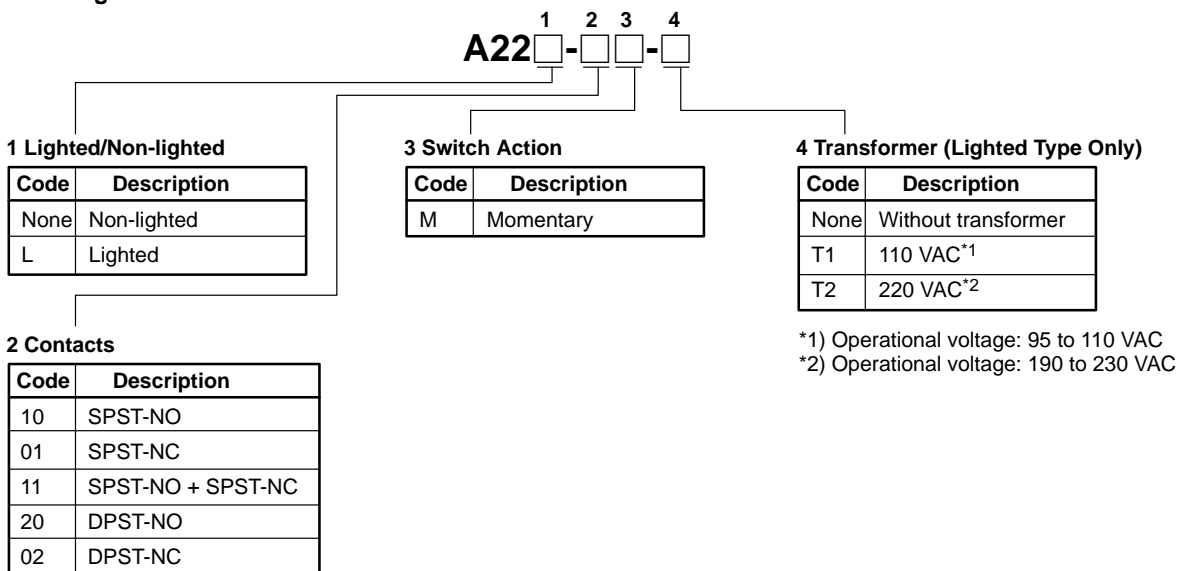 1 2 3 4
A22□-□□-□
1 Lighted/Non-lighted
Code Description
None Non-lighted
L Lighted
3 Switch Action
Code Description
M Momentary
4 Transformer (Lighted Type Only)
Code Description
None Without transformer
T1 110 VAC*1
T2 220 VAC*2
*1) Operational voltage: 95 to 110 VAC
*2) Operational voltage: 190 to 230 VAC
2 Contacts
Code Description
10 SPST-NO
01 SPST-NC
11 SPST-NO + SPST-NC
20 DPST-NO
02 DPST-NC